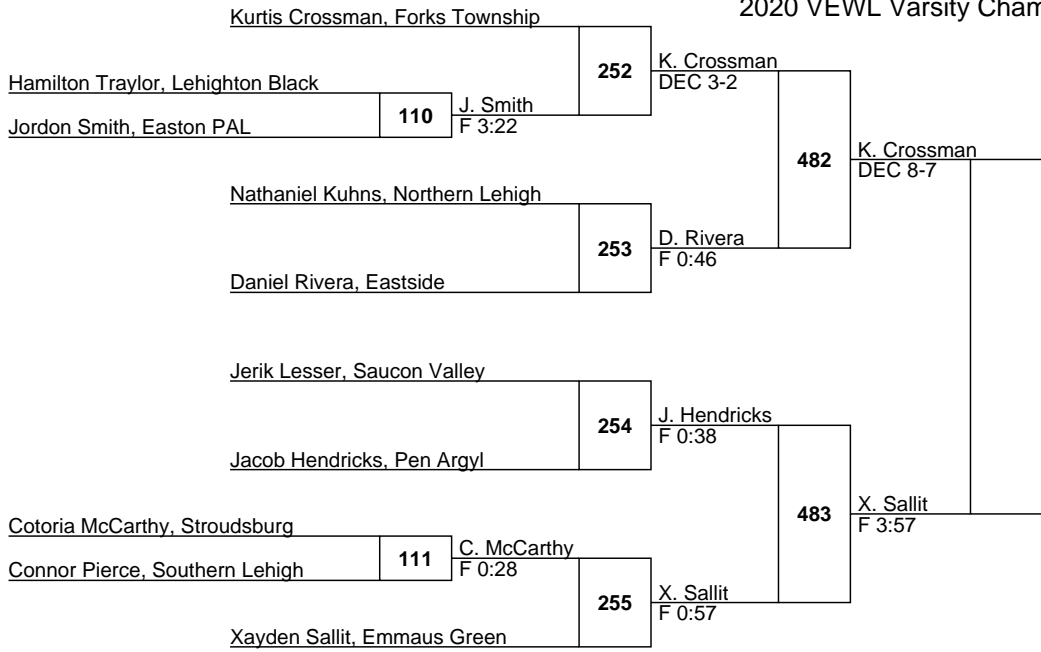 2020 VEWL Varsity Cham
Kurtis Crossman, Forks Township
252
K. Crossman
DEC 3-2
Hamilton Traylor, Lehighton Black
110
J. Smith
F 3:22
Jordon Smith, Easton PAL
482
K. Crossman
DEC 8-7
Nathaniel Kuhns, Northern Lehigh
253
D. Rivera
F 0:46
Daniel Rivera, Eastside
Jerik Lesser, Saucon Valley
254
J. Hendricks
F 0:38
Jacob Hendricks, Pen Argyl
483
X. Sallit
F 3:57
Cotoria McCarthy, Stroudsburg
111
C. McCarthy
F 0:28
Connor Pierce, Southern Lehigh
255
X. Sallit
F 0:57
Xayden Sallit, Emmaus Green